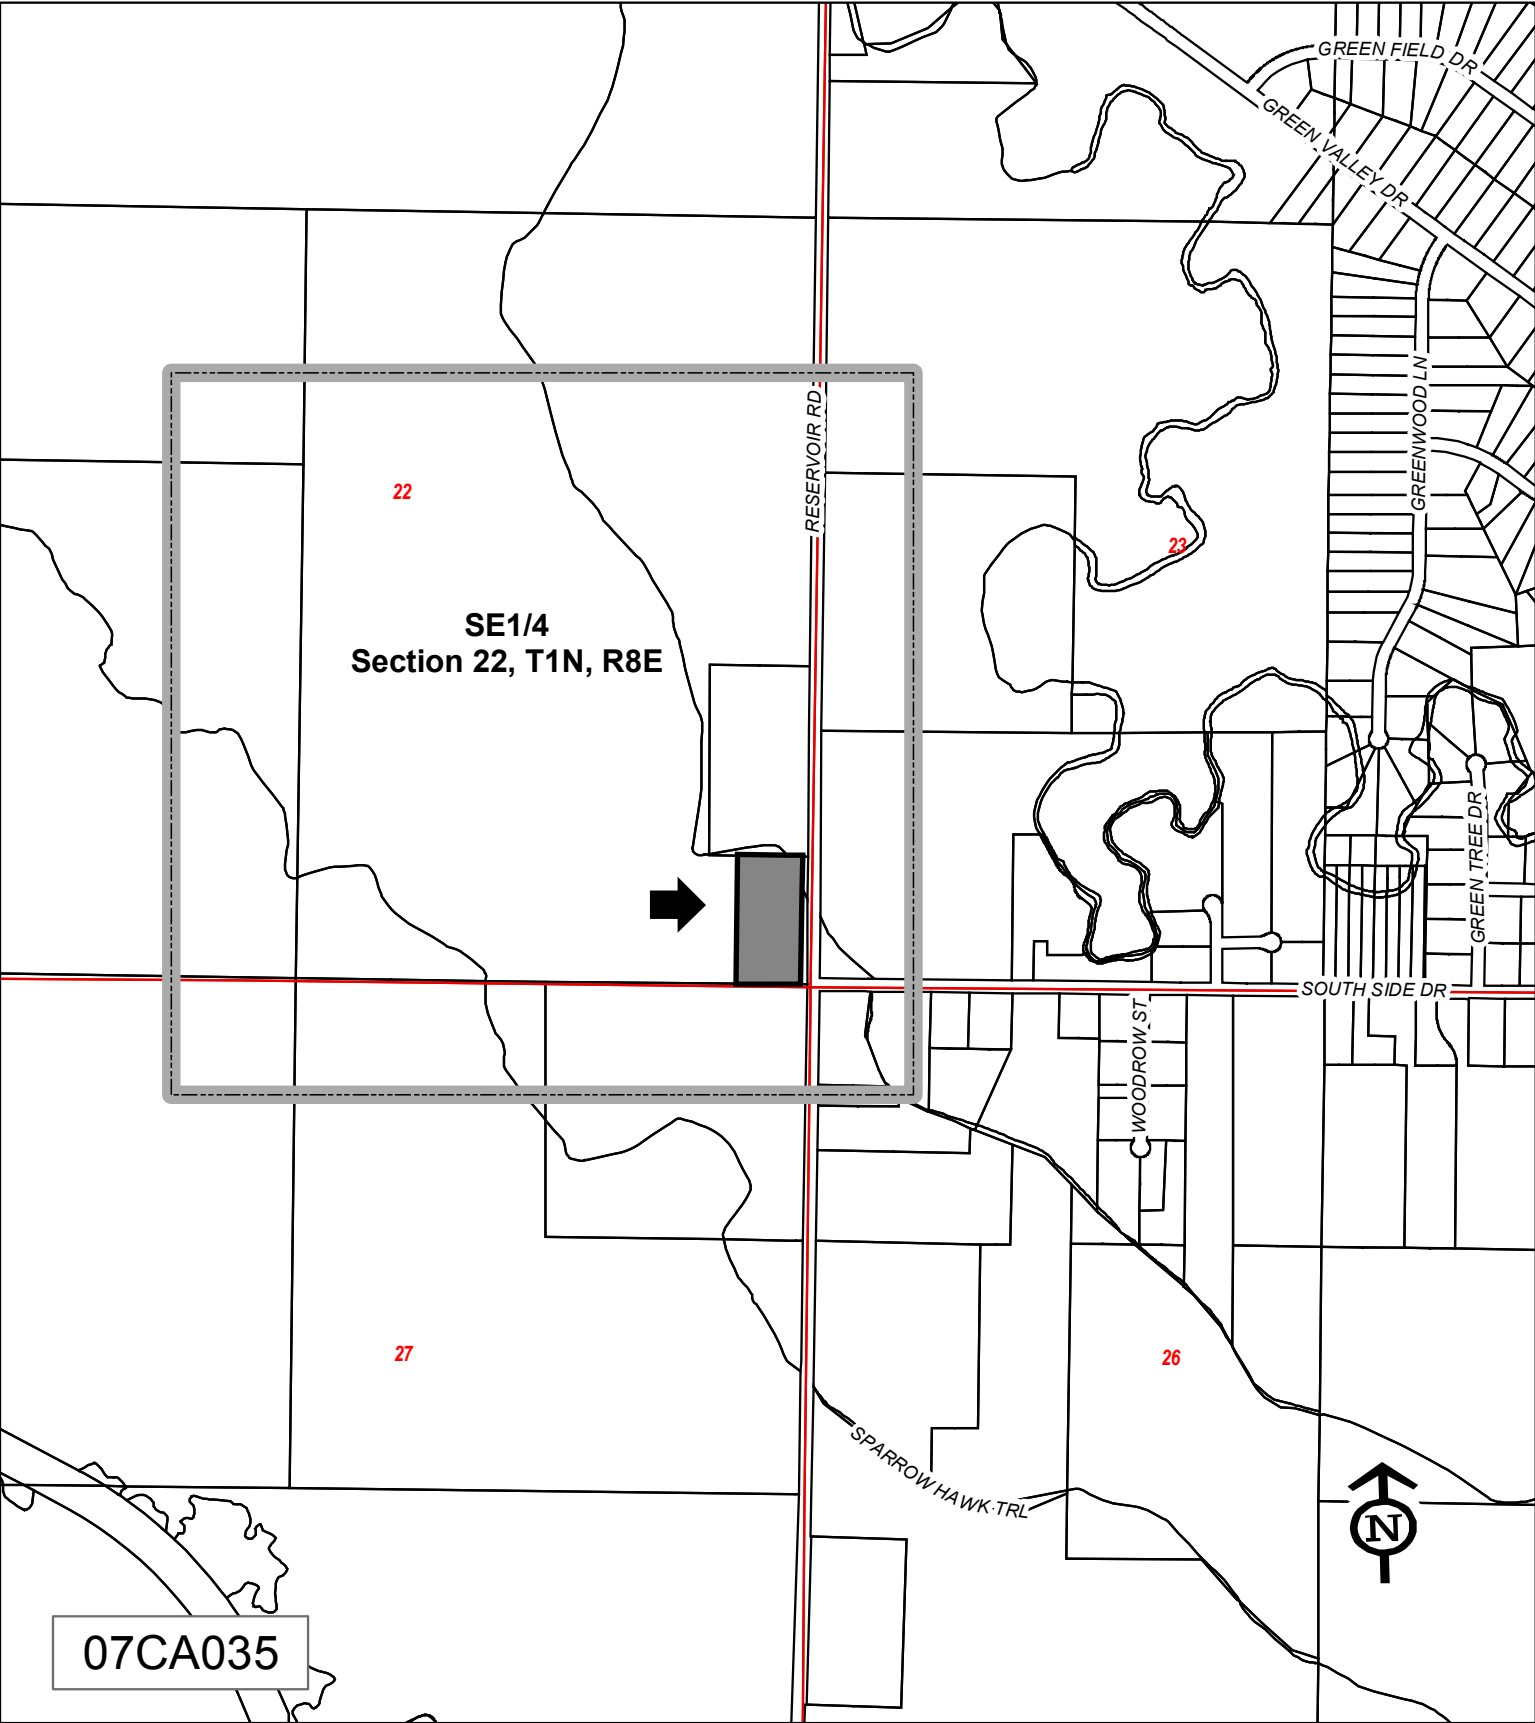 GREEN FIELD DR
GREEN VALLEY DR
RESERVOIR RD
GREENWOOD LN
22
23
SE1/4
Section 22, T1N, R8E
GREEN TREE DR
SOUTH SIDE DR
WOODROW ST
27
26
SPARROW HAWK TRL
N
07CA035